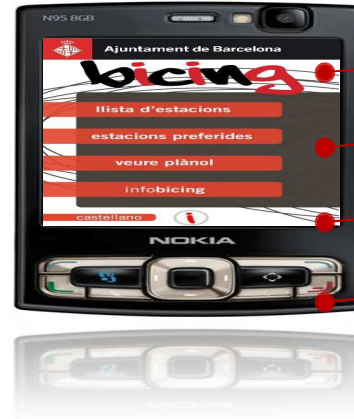 N95 8GB
Ajuntament de Barcelona
bicing
llista d'estacions
estacions preferides
veure plànol
infobicing
castellano
i
NOKIA